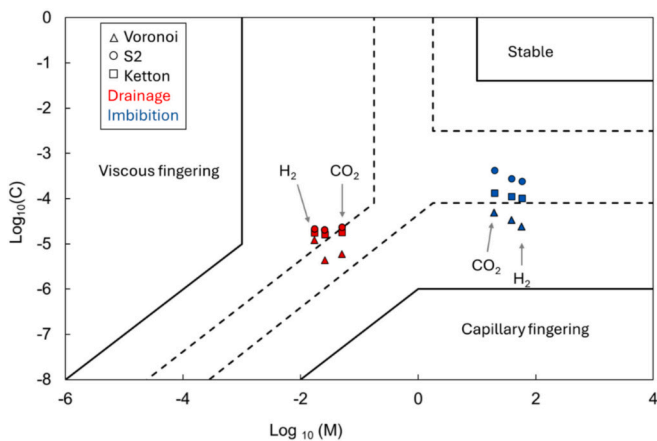 0
-1
-2
-3
-4
-5
-6
-7
-8
Log10(C)
Voronoi
S2
Ketton
Drainage
Imbibition
Stable
Viscous fingering
H2
CO2
CO2
H2
Capillary fingering
-6
-4
-2
0
2
4
Log 10 (M)